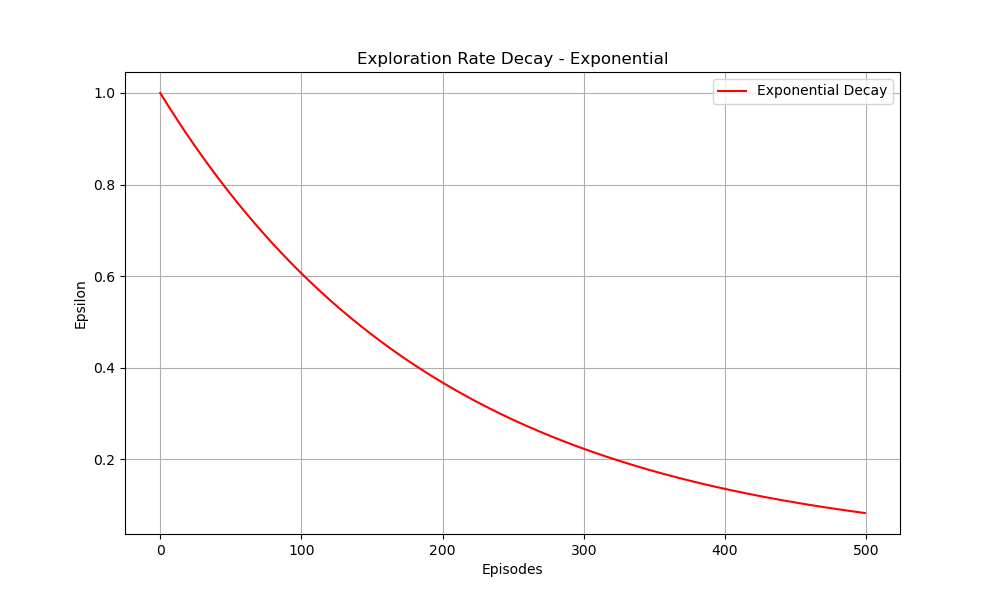 Exploration Rate Decay - Exponential
Exponential Decay
1.0
0.8
0.6
0.4
0.2
Epsilon
0 100 200 300 400 500
Episodes